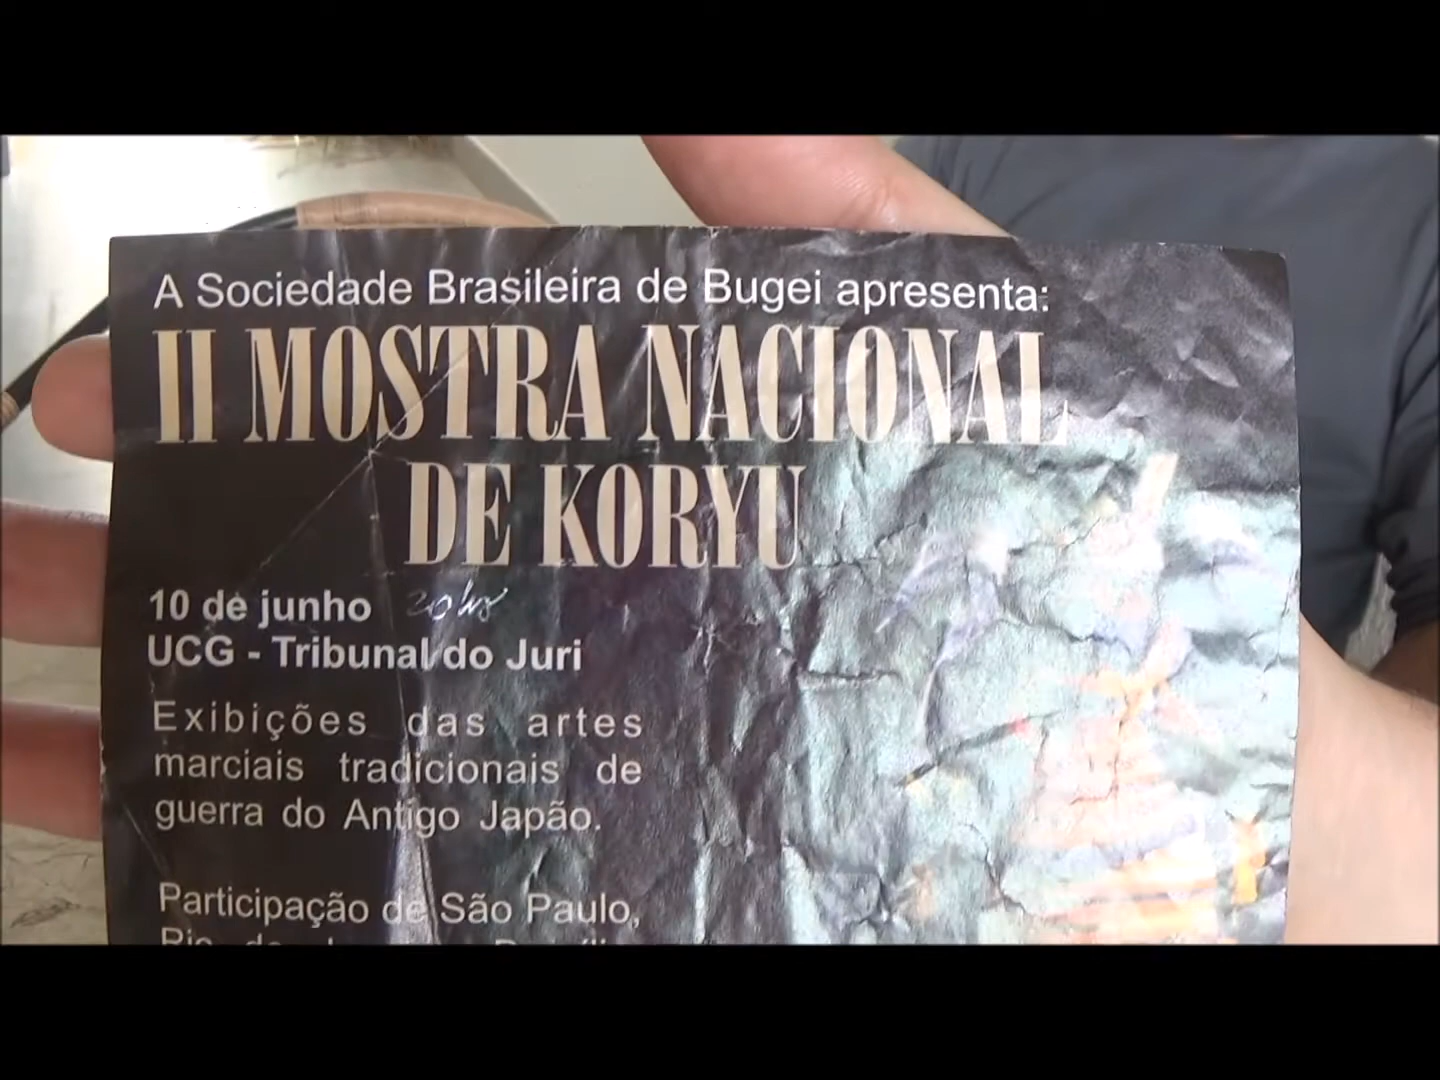 A Sociedade Brasileira de Bugei apresenta:
II MOSTRA NACIONAL
DE KORYU
10 de junho 20hs
UCG - Tribunal do Juri
Exibições das artes
marciais tradicionais de
guerra do Antigo Japão.
Participação de São Paulo,